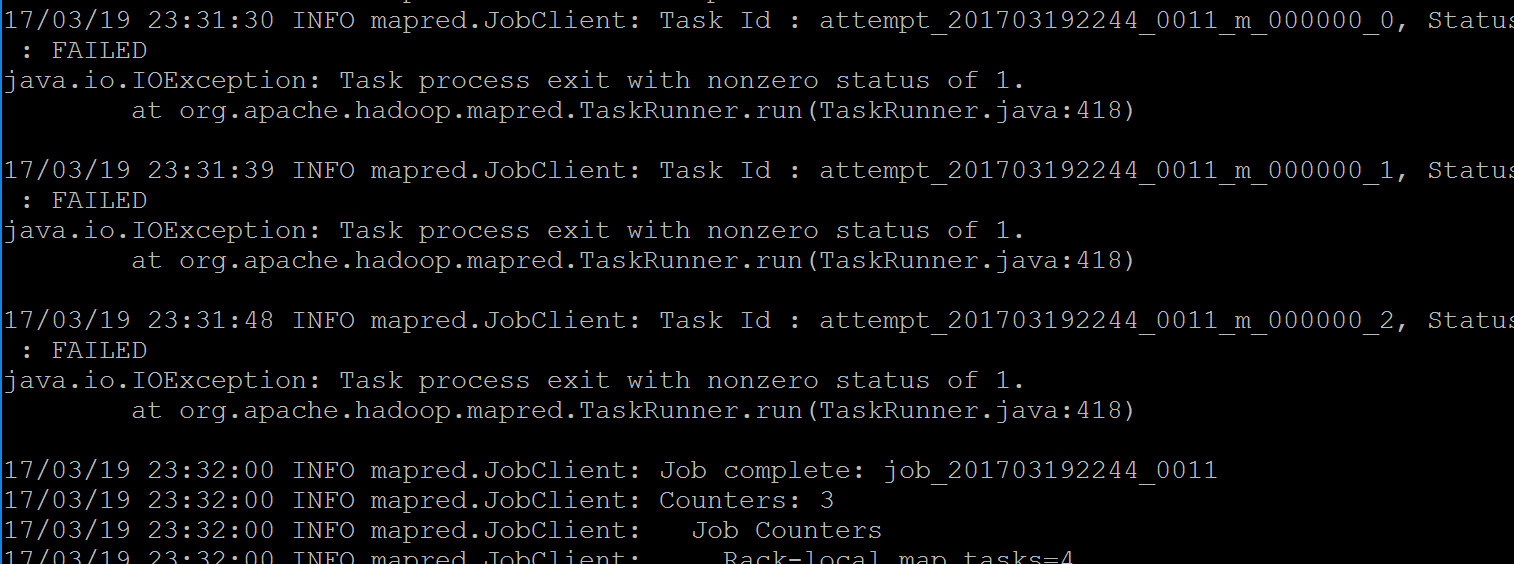 17/03/19 23:31:30 INFO mapred.JobClient: Task Id : attempt_201703192244_0011_m_000000_0, Status
 : FAILED
java.io.IOException: Task process exit with nonzero status of 1.
        at org.apache.hadoop.mapred.TaskRunner.run(TaskRunner.java:418)
17/03/19 23:31:39 INFO mapred.JobClient: Task Id : attempt_201703192244_0011_m_000000_1, Status
 : FAILED
java.io.IOException: Task process exit with nonzero status of 1.
        at org.apache.hadoop.mapred.TaskRunner.run(TaskRunner.java:418)
17/03/19 23:31:48 INFO mapred.JobClient: Task Id : attempt_201703192244_0011_m_000000_2, Status
 : FAILED
java.io.IOException: Task process exit with nonzero status of 1.
        at org.apache.hadoop.mapred.TaskRunner.run(TaskRunner.java:418)
17/03/19 23:32:00 INFO mapred.JobClient: Job complete: job_201703192244_0011
17/03/19 23:32:00 INFO mapred.JobClient: Counters: 3
17/03/19 23:32:00 INFO mapred.JobClient:   Job Counters
17/03/19 23:32:00 INFO mapred.JobClient:     Rack-local map tasks=4